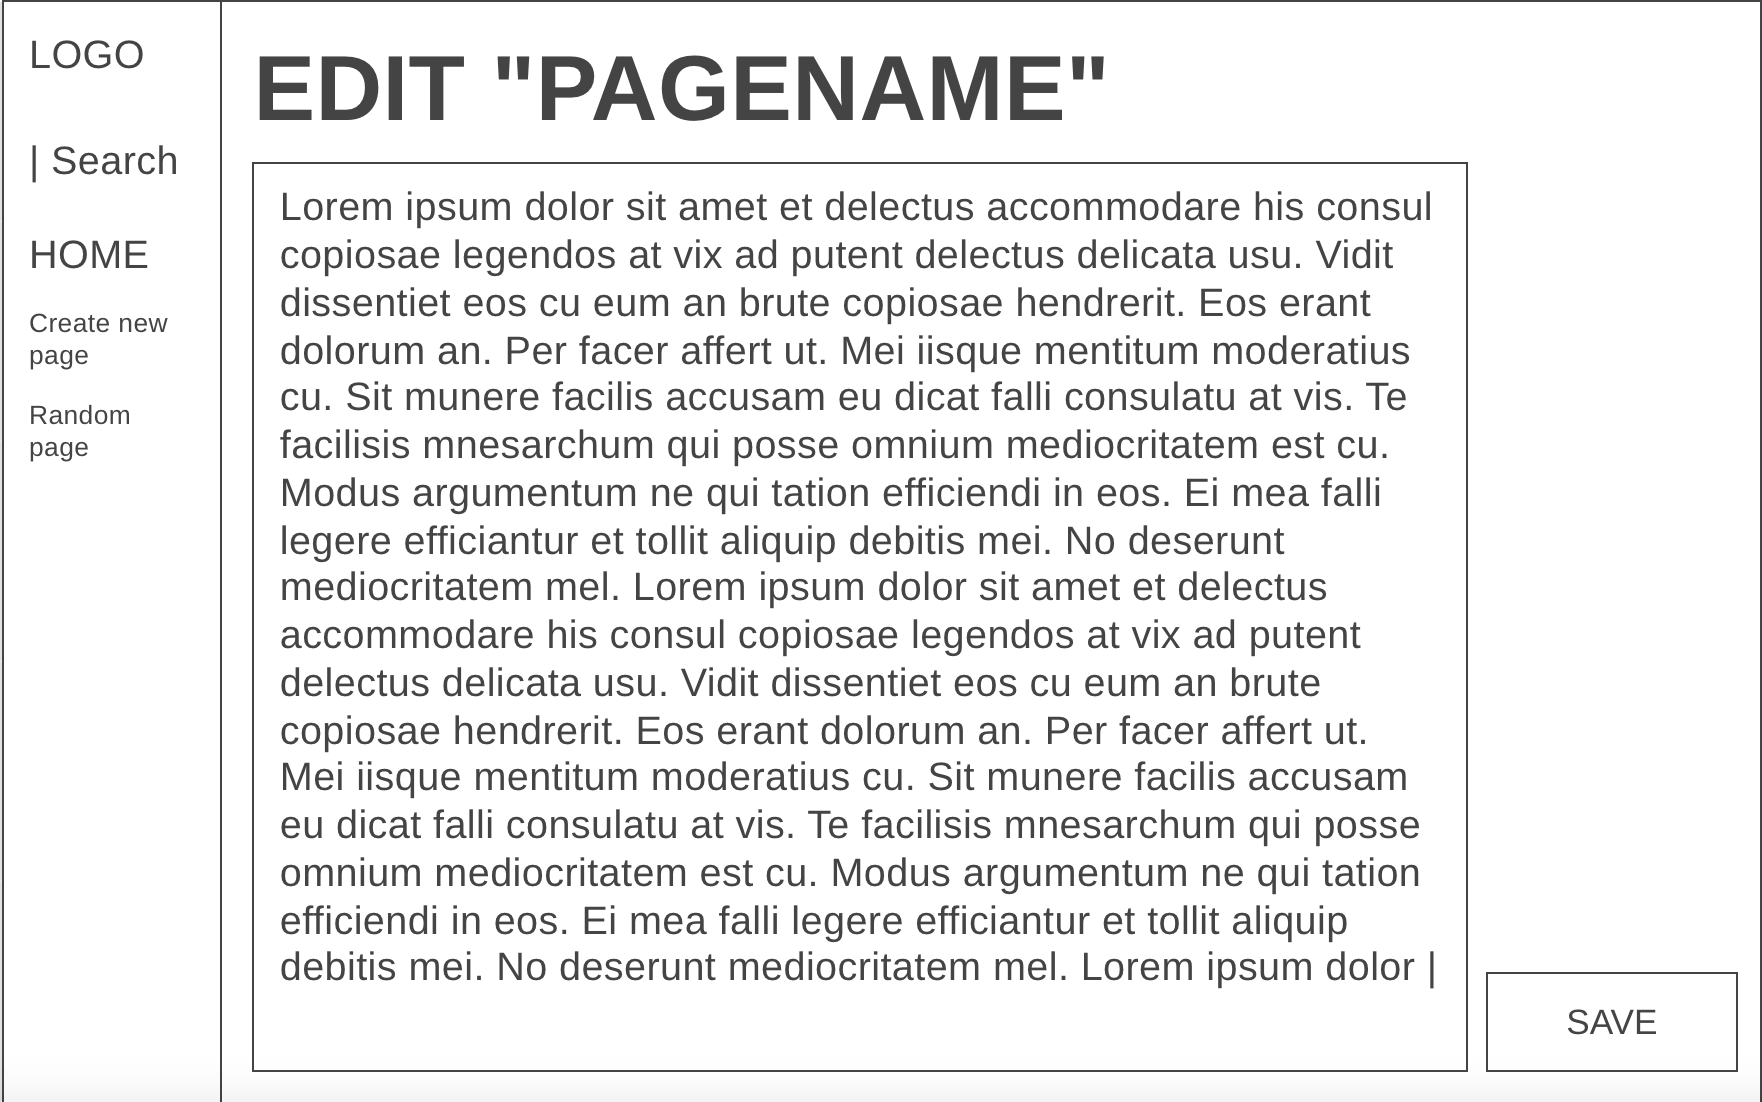 LOGO
| Search
HOME
Create new
page
Random
page
EDIT "PAGENAME"
Lorem ipsum dolor sit amet et delectus accommodare his consul
copiosae legendos at vix ad putent delectus delicata usu. Vidit
dissentiet eos cu eum an brute copiosae hendrerit. Eos erant
dolorum an. Per facer affert ut. Mei iisque mentitum moderatius
cu. Sit munere facilis accusam eu dicat falli consulatu at vis. Te
facilisis mnesarchum qui posse omnium mediocritatem est cu.
Modus argumentum ne qui tation efficiendi in eos. Ei mea falli
legere efficiantur et tollit aliquip debitis mei. No deserunt
mediocritatem mel. Lorem ipsum dolor sit amet et delectus
accommodare his consul copiosae legendos at vix ad putent
delectus delicata usu. Vidit dissentiet eos cu eum an brute
copiosae hendrerit. Eos erant dolorum an. Per facer affert ut.
Mei iisque mentitum moderatius cu. Sit munere facilis accusam
eu dicat falli consulatu at vis. Te facilisis mnesarchum qui posse
omnium mediocritatem est cu. Modus argumentum ne qui tation
efficiendi in eos. Ei mea falli legere efficiantur et tollit aliquip
debitis mei. No deserunt mediocritatem mel. Lorem ipsum dolor |
SAVE